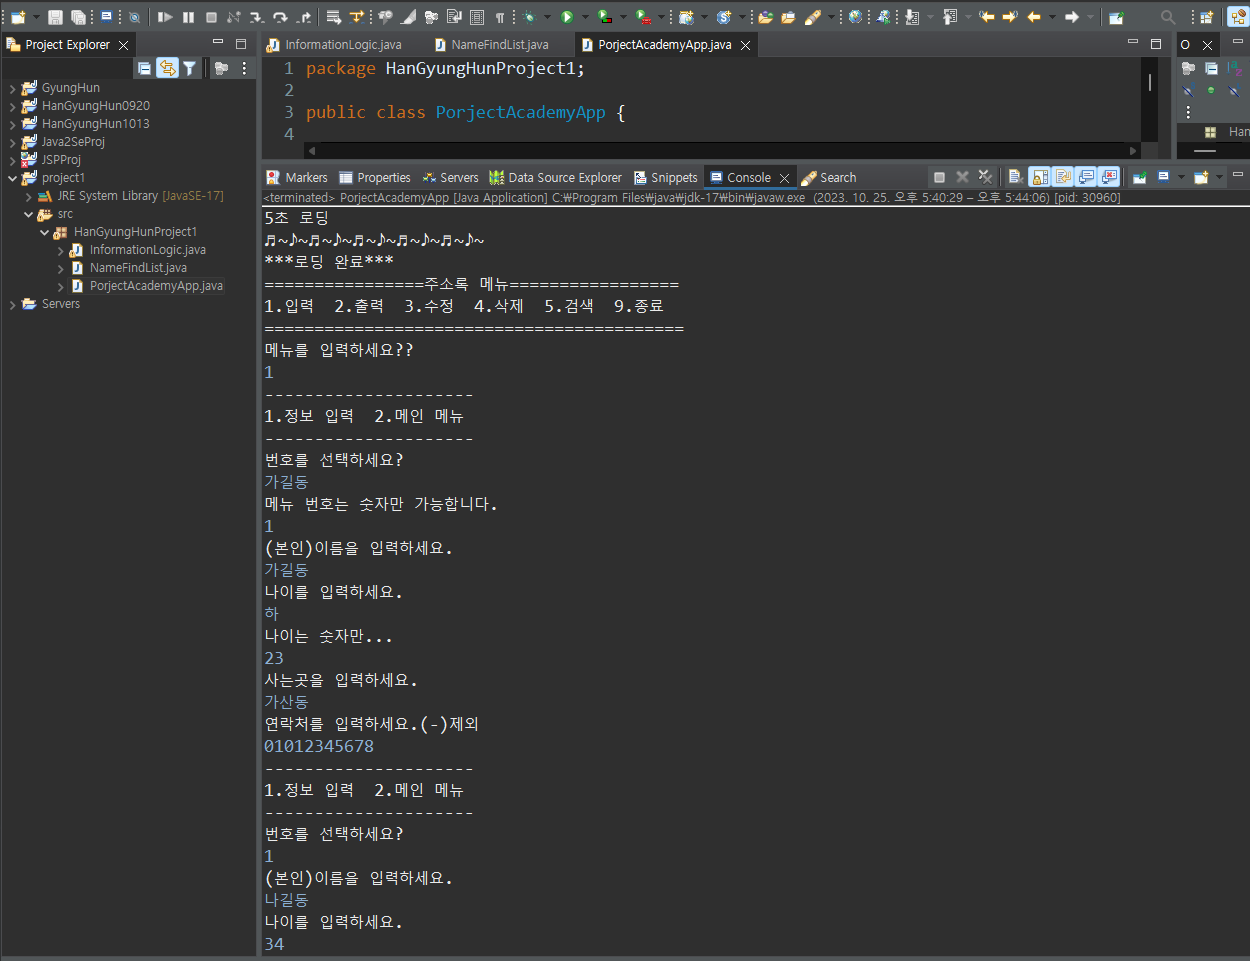 Project Explorer
GyungHun
HanGyungHun0920
HanGyungHun1013
Java2SeProj
JSPProj
project1
JRE System Library [JavaSE-17]
src
HanGyungHunProject1
InformationLogic.java
NameFindList.java
PorjectAcademyApp.java
Servers
InformationLogic.java NameFindList.java PorjectAcademyApp.java
1 package HanGyungHunProject1;
2
3 public class PorjectAcademyApp {
4
O
Han
Markers Properties Servers Data Source Explorer Snippets Console Search
<terminated> PorjectAcademyApp [Java Application] C:₩Program Files₩java₩jdk-17₩bin₩javaw.exe (2023. 10. 25. 오후 5:40:29 – 오후 5:44:06) [pid: 30960]
5초 로딩
♬~♪~♬~♪~♬~♪~♬~♪~♬~♪~
***로딩 완료***
================주소록 메뉴=================
1.입력  2.출력  3.수정  4.삭제  5.검색  9.종료
==========================================
메뉴를 입력하세요??
1
---------------------
1.정보 입력  2.메인 메뉴
---------------------
번호를 선택하세요?
가길동
메뉴 번호는 숫자만 가능합니다.
1
(본인)이름을 입력하세요.
가길동
나이를 입력하세요.
하
나이는 숫자만...
23
사는곳을 입력하세요.
가산동
연락처를 입력하세요.(-)제외
01012345678
---------------------
1.정보 입력  2.메인 메뉴
---------------------
번호를 선택하세요?
1
(본인)이름을 입력하세요.
나길동
나이를 입력하세요.
34